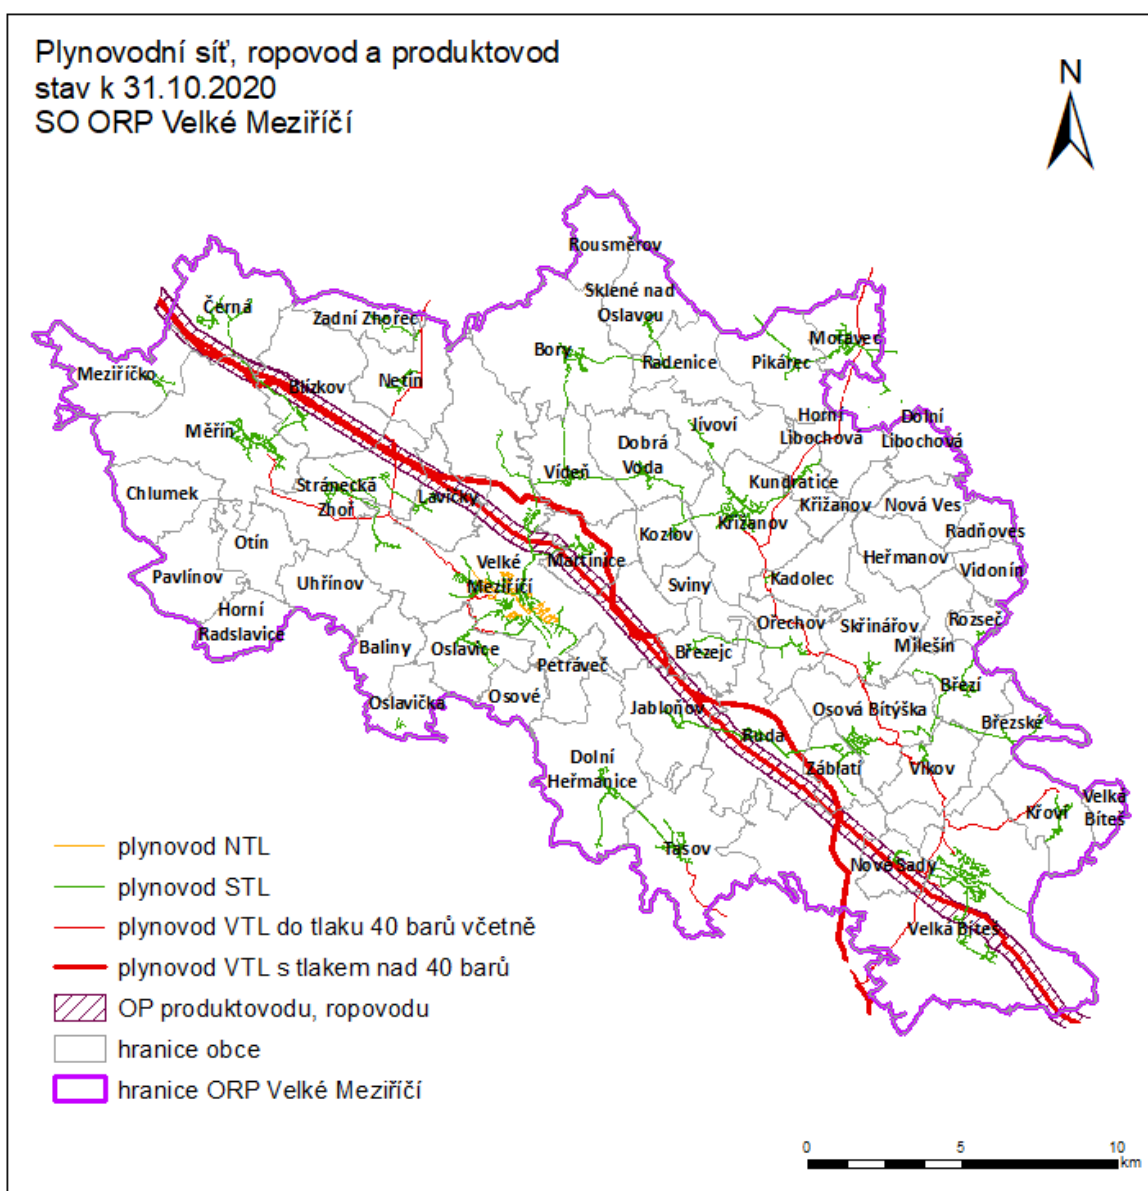 Plynovodní síť, ropovod a produktovod
stav k 31.10.2020
SO ORP Velké Meziříčí
N
Rousměrov
Sklené nad
Oslavou
Černá
Zadní Zhořec
Moravec
Bory
Radenice
Pikárec
Meziříčko
Blízkov
Netín
Měřín
Jívoví
Horní
Libochová
Dolní
Libochová
Dobrá
Voda
Vídeň
Kundratice
Chlumek
Stránecká
Zhoř
Lavičky
Křižanov
Nová Ves
Křižanov
Kozlov
Radňoves
Otín
Martinice
Heřmanov
Velké
Meziříčí
Vidonín
Pavlínov
Uhřínov
Sviny
Kadolec
Horní
Radslavice
Ořechov
Skřinářov
Rozseč
Milešín
Baliny
Oslavice
Březejc
Petráveč
Březí
Oslavička
Osové
Jabloňov
Osová Bítýška
Březské
Ruda
Dolní
Heřmanice
Záblatí
Vlkov
Velká
Bíteš
Křoví
Tasov
Nové Sady
Velká Bíteš
plynovod NTL
plynovod STL
plynovod VTL do tlaku 40 barů včetně
plynovod VTL s tlakem nad 40 barů
OP produktovodu, ropovodu
hranice obce
hranice ORP Velké Meziříčí
0 5 10
km